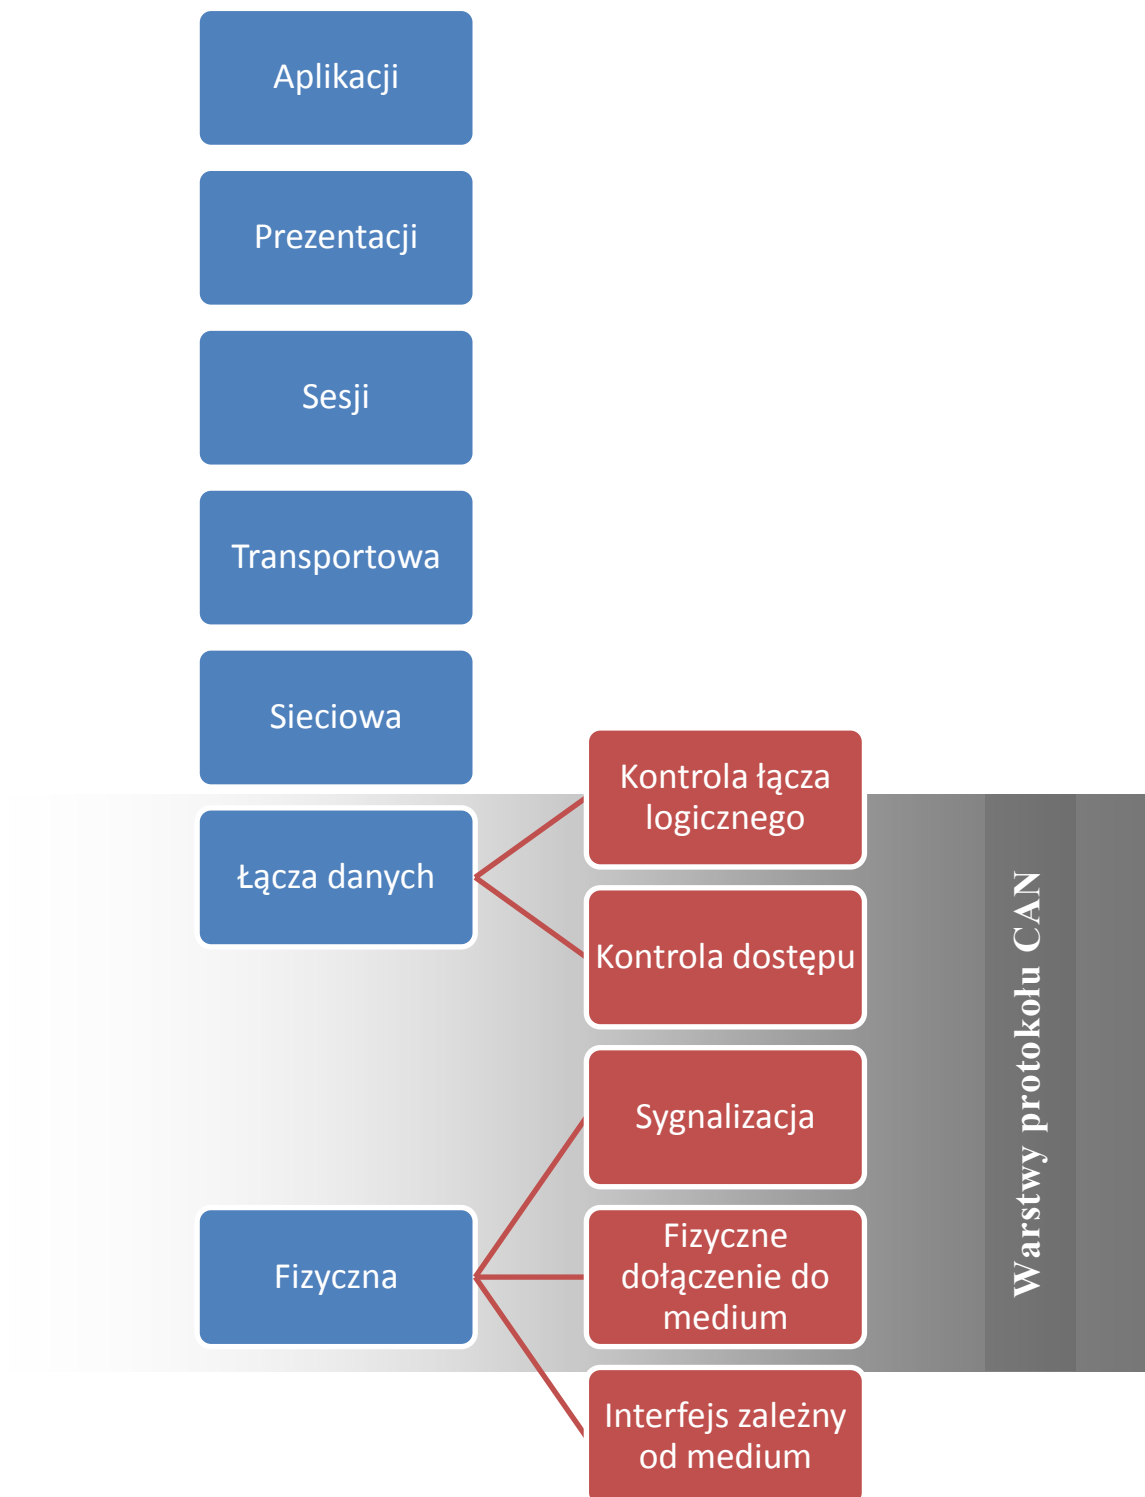 Aplikacji
Prezentacji
Sesji
Transportowa
Sieciowa
Łącza danych
Fizyczna
Kontrola łącza
logicznego
Kontrola dostępu
Sygnalizacja
Fizyczne
dołączenie do
medium
Interfejs zależny
od medium
Warstwy protokołu CAN